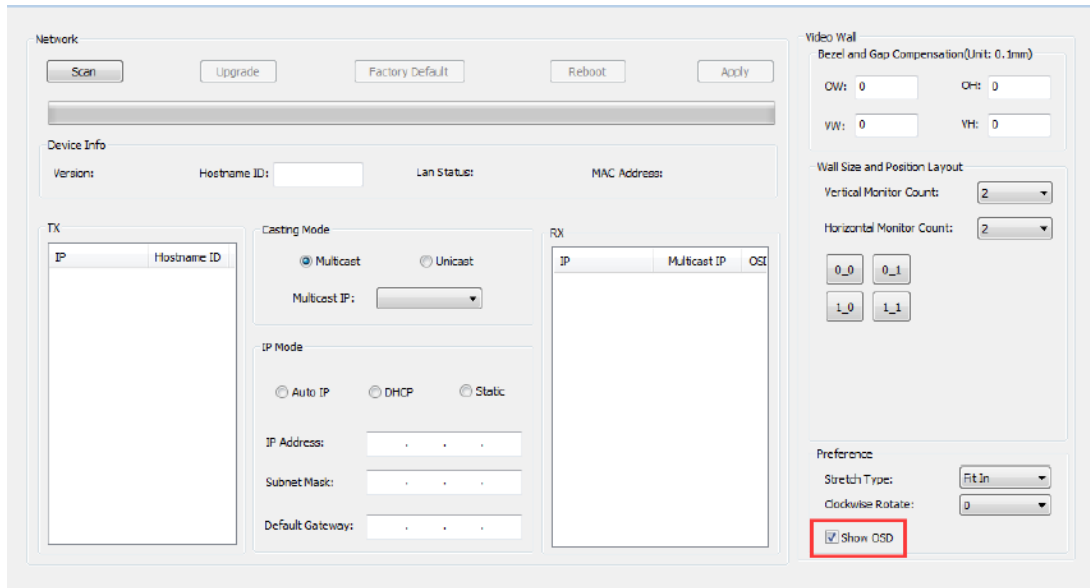 Network
Scan Upgrade Factory Default Reboot Apply
Device Info
Version: Hostname ID: Lan Status: MAC Address:
TX
IP Hostname ID
Casting Mode
Multicast Unicast
Multicast IP:
IP Mode
Auto IP DHCP Static
IP Address: . . .
Subnet Mask: . . .
Default Gateway: . . .
RX
IP Multicast IP OSI
Video Wall
Bezel and Gap Compensation(Unit: 0.1mm)
OW: 0 OH: 0
VW: 0 VH: 0
Wall Size and Position Layout
Vertical Monitor Count: 2
Horizontal Monitor Count: 2
0_0 0_1
1_0 1_1
Preference
Stretch Type: Fit In
Clockwise Rotate: 0
Show OSD